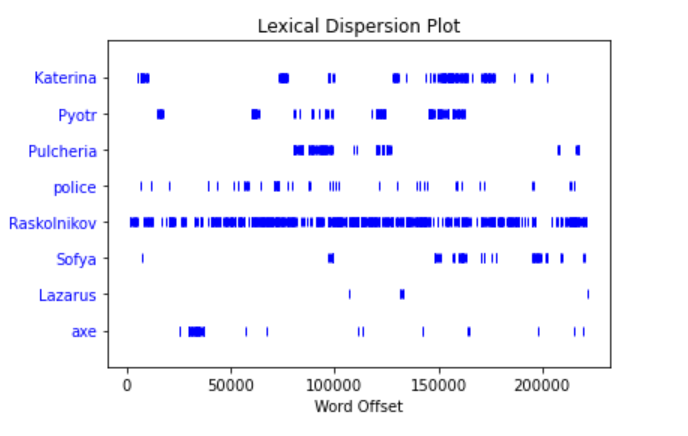 Lexical Dispersion Plot
Katerina
Pyotr
Pulcheria
police
Raskolnikov
Sofya
Lazarus
axe
0 50000 100000 150000 200000
Word Offset